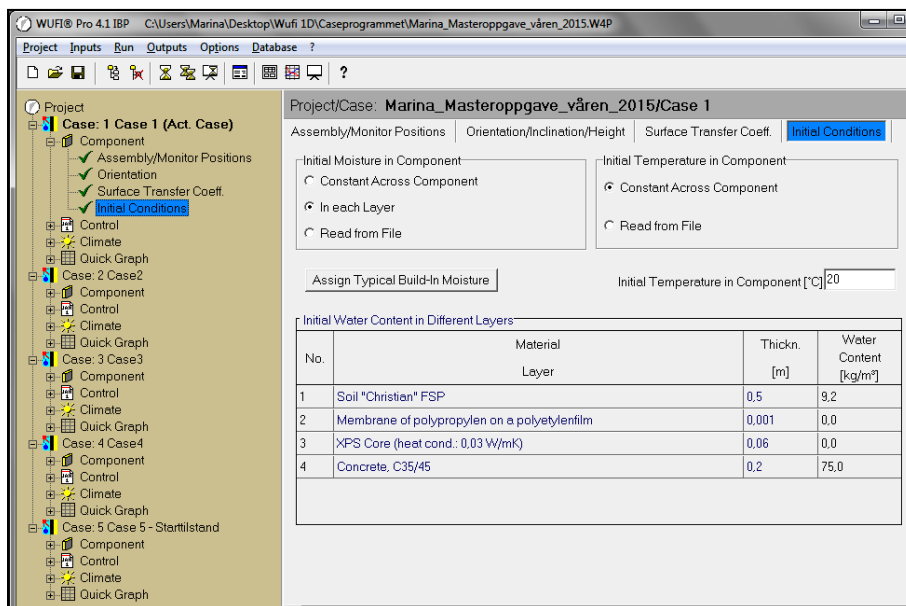 WUFI® Pro 4.1 IBP C:\Users\Marina\Desktop\Wufi 1D\Caseprogrammet\Marina_Masteroppgave_våren_2015.W4P
Project Inputs Run Outputs Options Database ?
?
Project
Case: 1 Case 1 (Act. Case)
Component
Assembly/Monitor Positions
Orientation
Surface Transfer Coeff.
Initial Conditions
Control
Climate
Quick Graph
Case: 2 Case2
Component
Control
Climate
Quick Graph
Case: 3 Case3
Component
Control
Climate
Quick Graph
Case: 4 Case4
Component
Control
Climate
Quick Graph
Case: 5 Case 5 - Starttilstand
Component
Control
Climate
Quick Graph
Project/Case: Marina_Masteroppgave_våren_2015/Case 1
Assembly/Monitor Positions Orientation/Inclination/Height Surface Transfer Coeff. Initial Conditions
Initial Moisture in Component
Constant Across Component
In each Layer
Read from File
Initial Temperature in Component
Constant Across Component
Read from File
Assign Typical Build-In Moisture
Initial Temperature in Component [°C] 20
Initial Water Content in Different Layers
No. Material Layer Thickn. [m] Water Content [kg/m³]
1 Soil "Christian" FSP 0,5 9,2
2 Membrane of polypropylen on a polyetylenfilm 0,001 0,0
3 XPS Core (heat cond.: 0,03 W/mK) 0,06 0,0
4 Concrete, C35/45 0,2 75,0